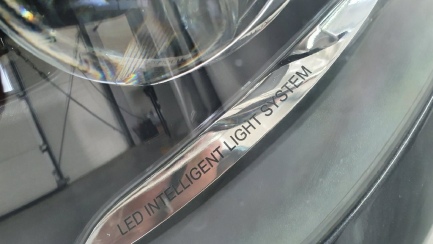 LED INTELLIGENT LIGHT SYSTEM